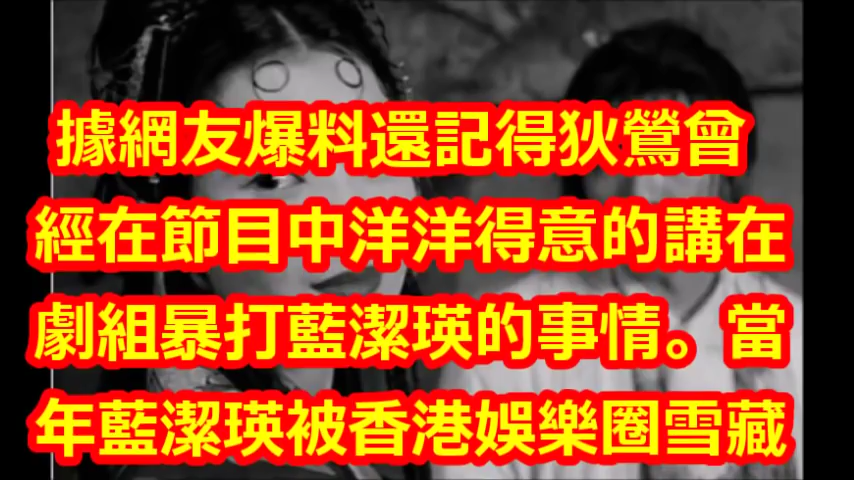 據網友爆料還記得狄鶯曾
經在節目中洋洋得意的講在
劇組暴打藍潔瑛的事情。當
年藍潔瑛被香港娛樂圈雪藏